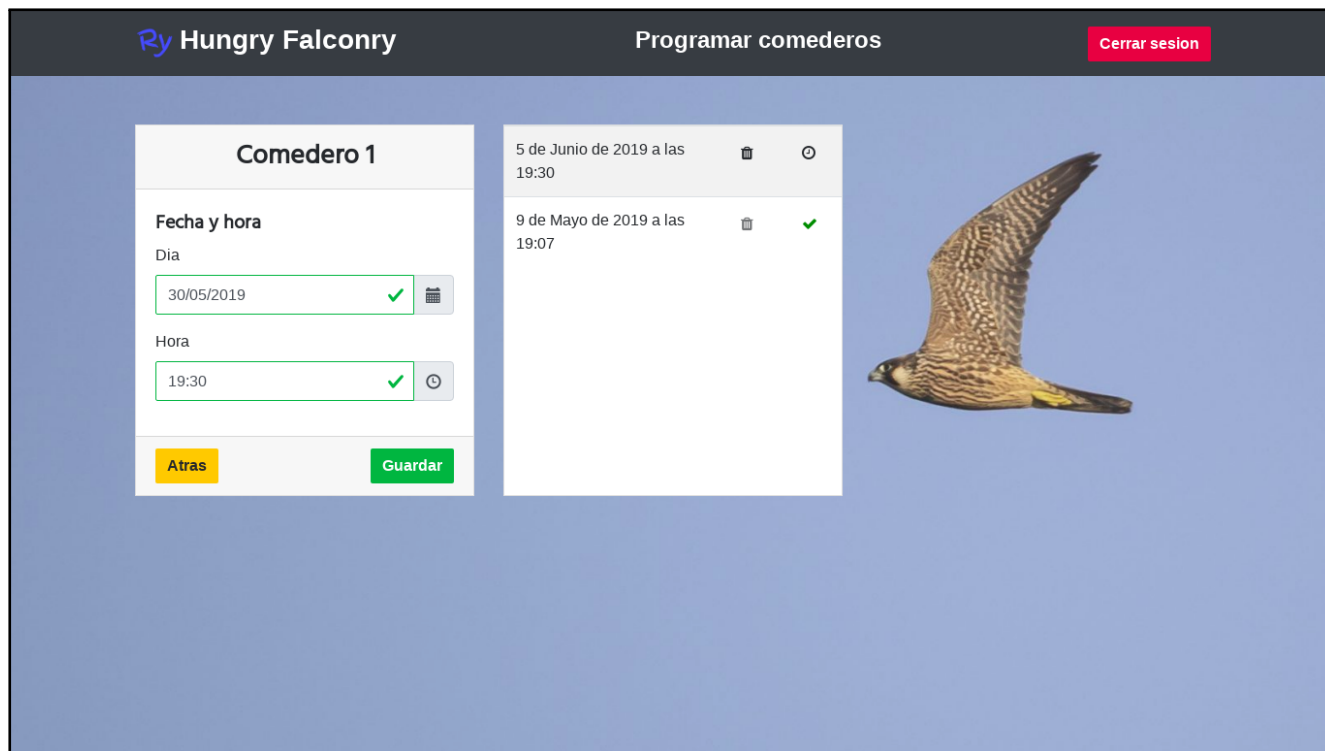 Ry Hungry Falconry
Programar comederos
Cerrar sesion
Comedero 1
Fecha y hora
Dia
30/05/2019
Hora
19:30
Atras
Guardar
5 de Junio de 2019 a las
19:30
9 de Mayo de 2019 a las
19:07